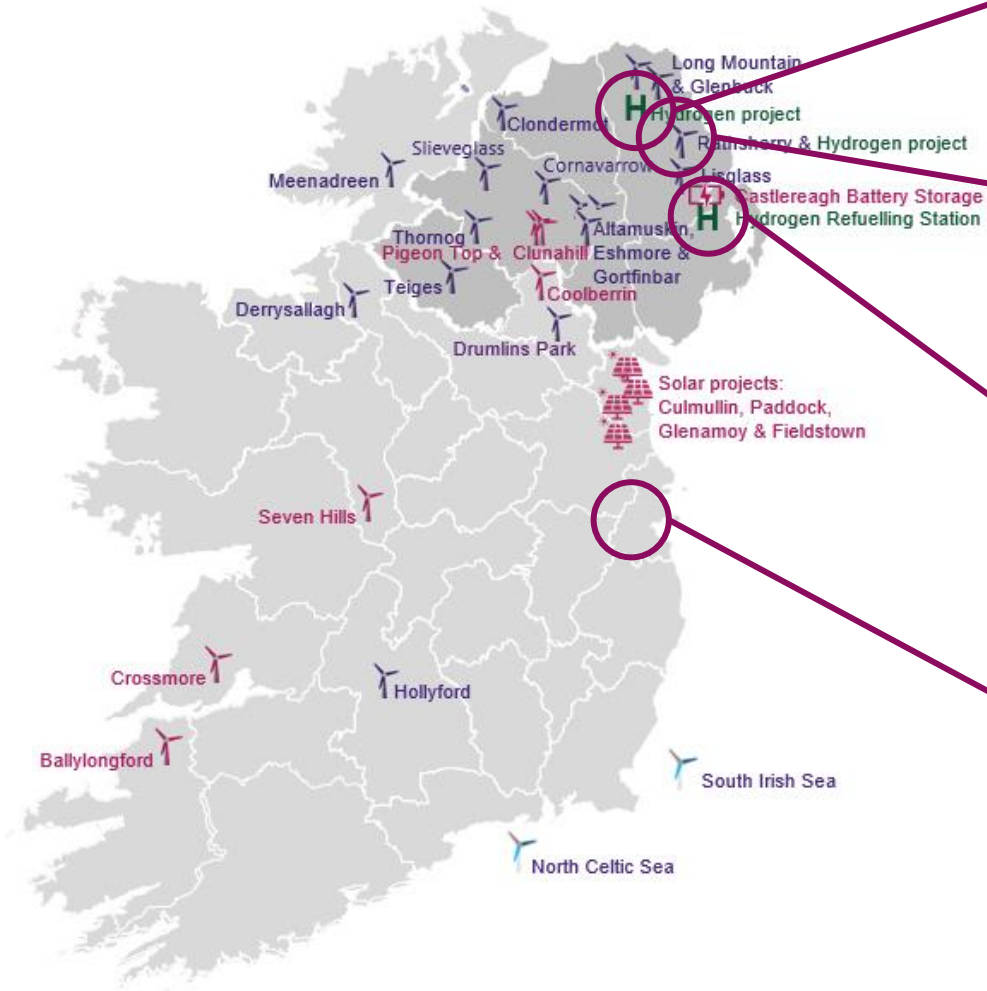 Long Mountain
& Glenbuck
H
Hydrogen project
Clondermot
Rathsherry & Hydrogen project
Slieveglass
Cornavarrow
Lisglass
Meenadreen
Castlereagh Battery Storage
H
Hydrogen Refuelling Station
Thornog
Altamuskin,
Pigeon Top & Clunahill
Eshmore &
Gortfinbar
Teiges
Coolberrin
Derrysallagh
Drumlins Park
Solar projects:
Culmullin, Paddock,
Glenamoy & Fieldstown
Seven Hills
Crossmore
Hollyford
Ballylongford
South Irish Sea
North Celtic Sea